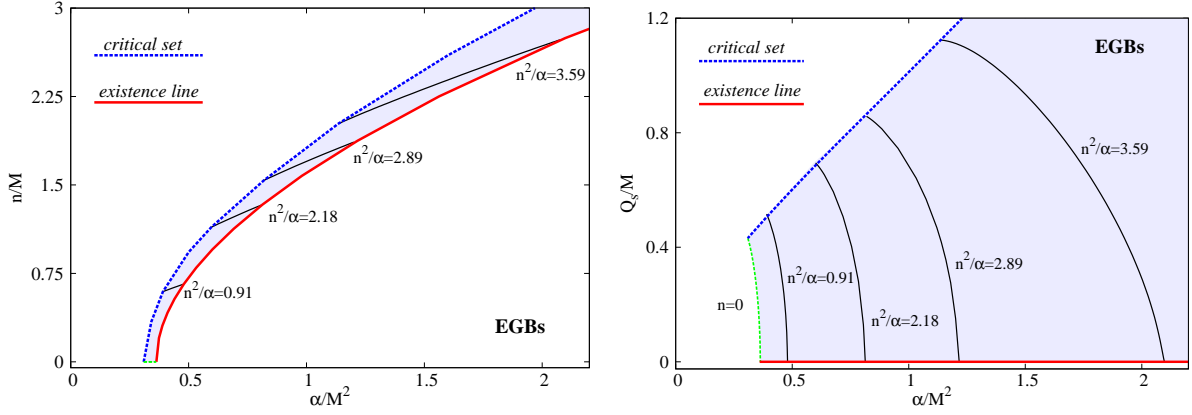 critical set
existence line
n²/α=3.59
n²/α=2.89
n²/α=2.18
n²/α=0.91
EGBs
n/M
3
2.25
1.5
0.75
0
0
0.5
1
1.5
2
α/M²
EGBs
critical set
existence line
n²/α=3.59
n²/α=2.89
n²/α=0.91
n²/α=2.18
n=0
Qₛ/M
1.2
0.8
0.4
0
0
0.5
1
1.5
2
α/M²